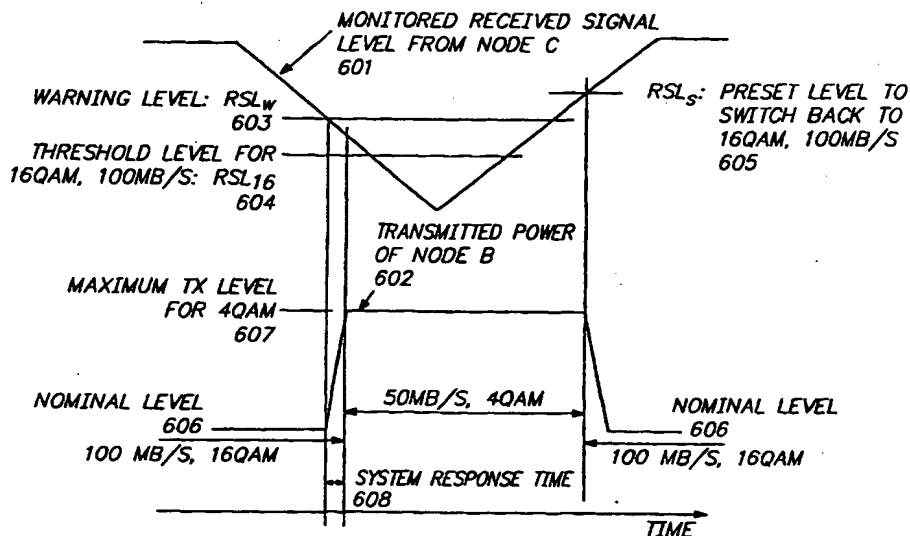 MONITORED RECEIVED SIGNAL
LEVEL FROM NODE C
601
WARNING LEVEL: RSLw
603
RSLS: PRESET LEVEL TO
SWITCH BACK TO
16QAM, 100MB/S
605
THRESHOLD LEVEL FOR
16QAM, 100MB/S: RSL16
604
TRANSMITTED POWER
OF NODE B
602
MAXIMUM TX LEVEL
FOR 4QAM
607
50MB/S, 4QAM
NOMINAL LEVEL
606
100 MB/S, 16QAM
NOMINAL LEVEL
606
100 MB/S, 16QAM
SYSTEM RESPONSE TIME
608
TIME